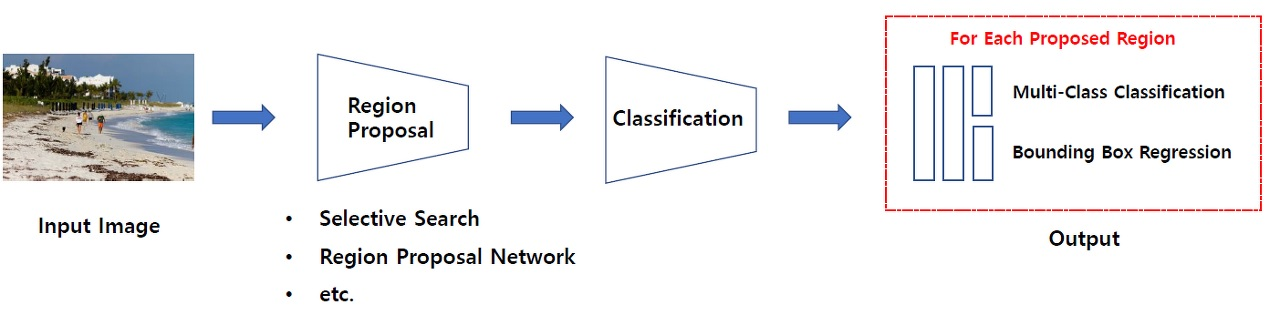 For Each Proposed Region
Region
Proposal
Classification
Multi-Class Classification
Bounding Box Regression
Input Image
• Selective Search
• Region Proposal Network
• etc.
Output